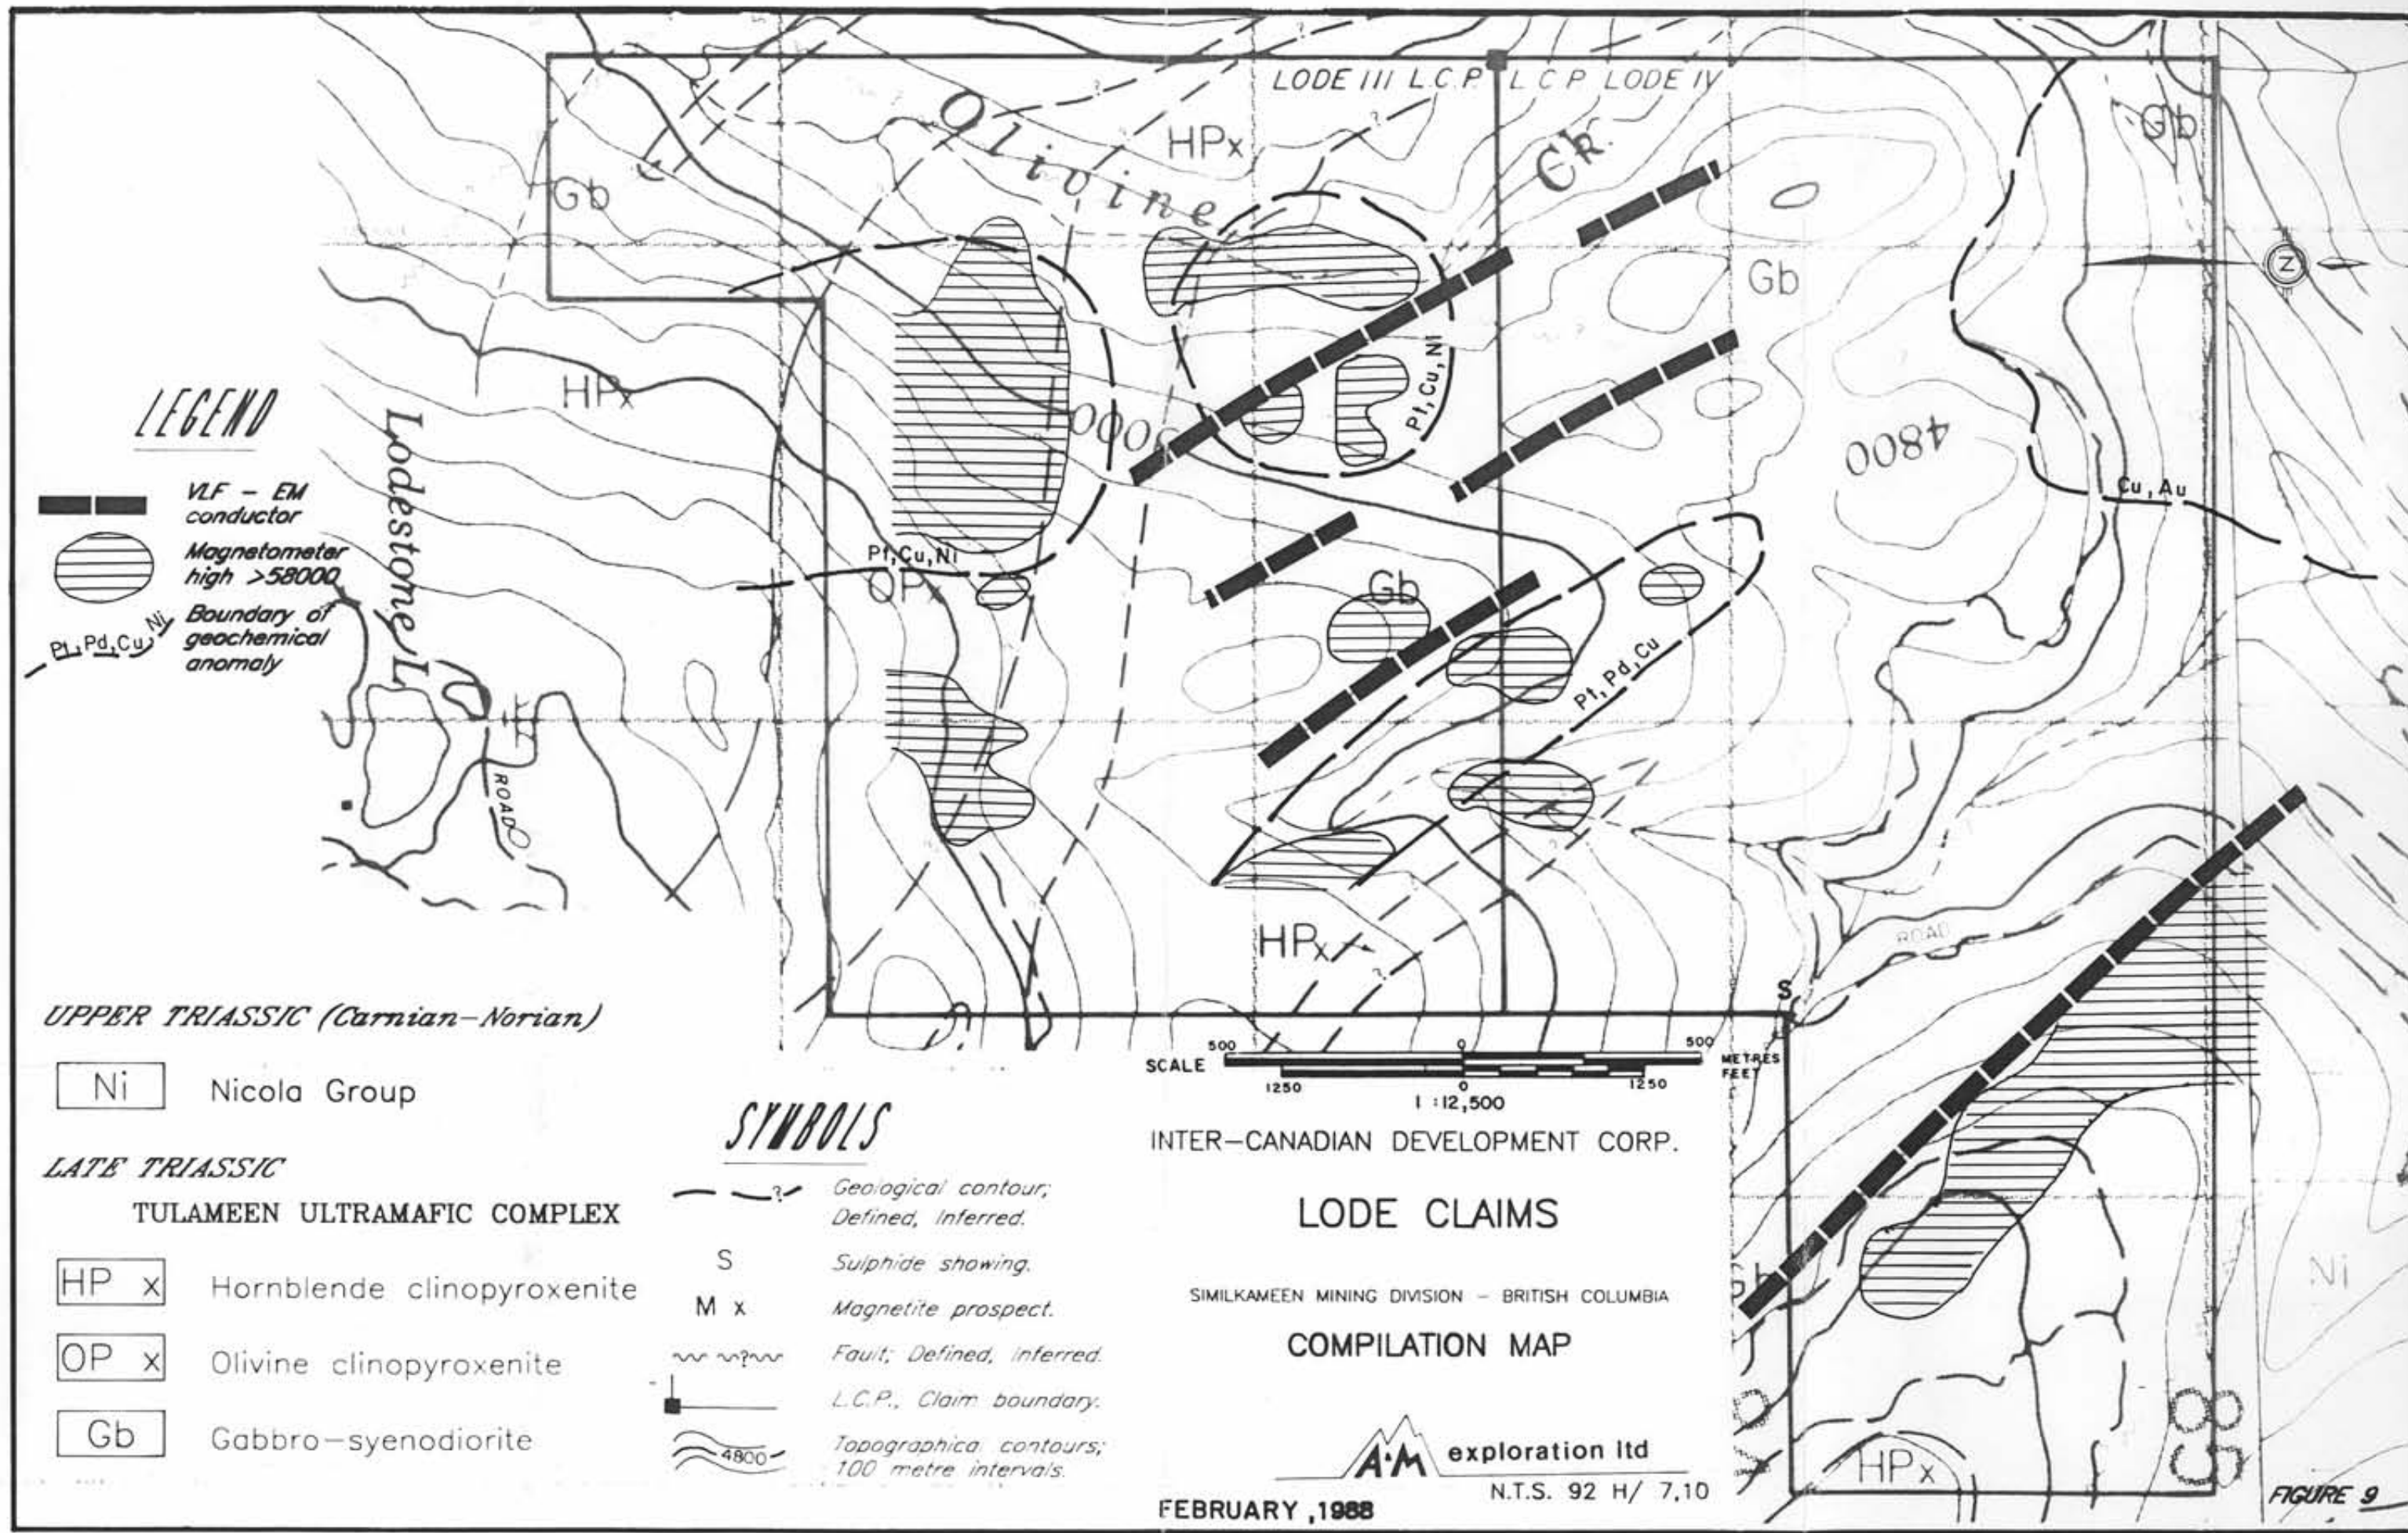 LODE III L.C.P.
L C P LODE IV
Olivine
Cr.
HPx
Gb
Gb
Gb
HPx
5000
4800
Pt, Cu, Ni
Cu, Au
LEGEND
VLF - EM
conductor
Magnetometer
high >58000
Pt, Pd, Cu, Ni
Boundary of
geochemical
anomaly
Lodestone L
ROAD
Pt, Cu, Ni
OPx
Gb
Pt, Pd, Cu
HPx
ROAD
S
N
Ni
Gb
HPx
UPPER TRIASSIC (Carnian-Norian)
Ni Nicola Group
LATE TRIASSIC
TULAMEEN ULTRAMAFIC COMPLEX
HP x Hornblende clinopyroxenite
OP x Olivine clinopyroxenite
Gb Gabbro-syenodiorite
SYMBOLS
?
Geological contour;
Defined, Inferred.
S Sulphide showing.
M x Magnetite prospect.
? Fault; Defined, Inferred.
L.C.P., Claim boundary.
4800 Topographical contours;
100 metre intervals.
SCALE 500 0 500 METRES
1250 0 1250 FEET
1 : 12,500
INTER-CANADIAN DEVELOPMENT CORP.
LODE CLAIMS
SIMILKAMEEN MINING DIVISION - BRITISH COLUMBIA
COMPILATION MAP
A·M exploration ltd
N.T.S. 92 H/ 7,10
FEBRUARY, 1988
FIGURE 9